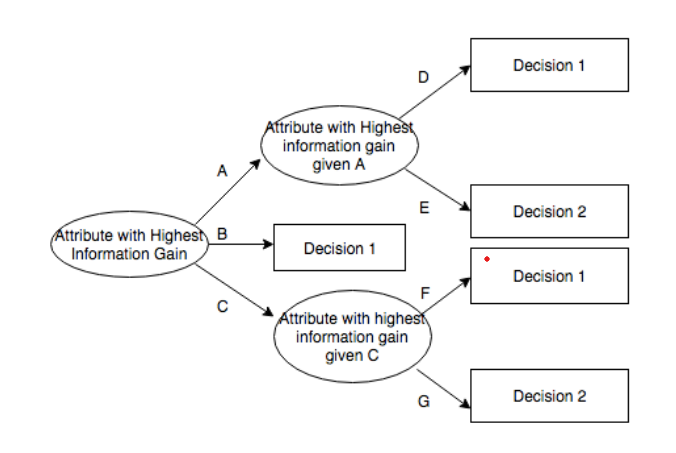 D
Decision 1
Attribute with Highest
information gain
given A
A
E
Decision 2
Attribute with Highest
Information Gain
B
Decision 1
C
F
Decision 1
Attribute with highest
information gain
given C
G
Decision 2